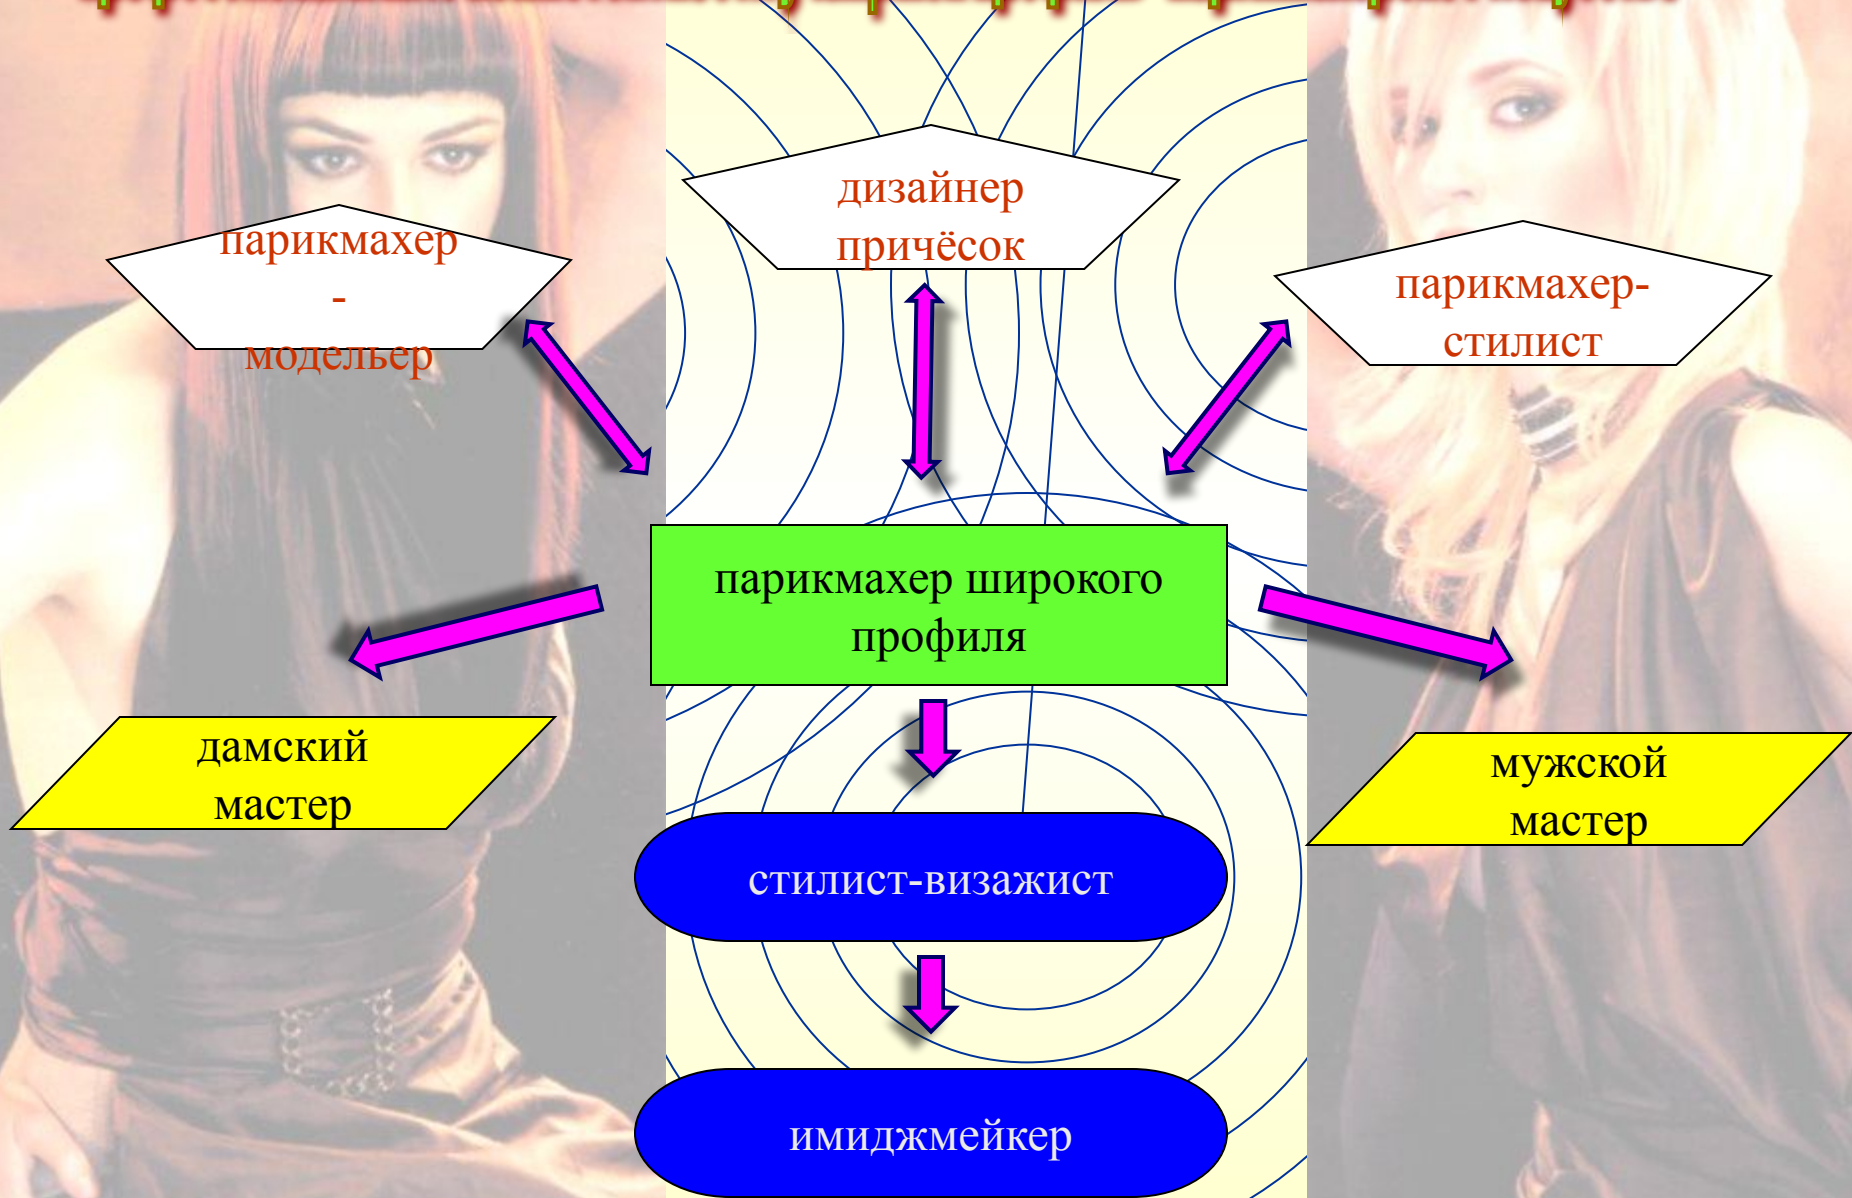 дизайнер
причёсок
парикмахер
-
модельер
парикмахер-
стилист
парикмахер широкого
профиля
дамский
мастер
мужской
мастер
стилист-визажист
имиджмейкер